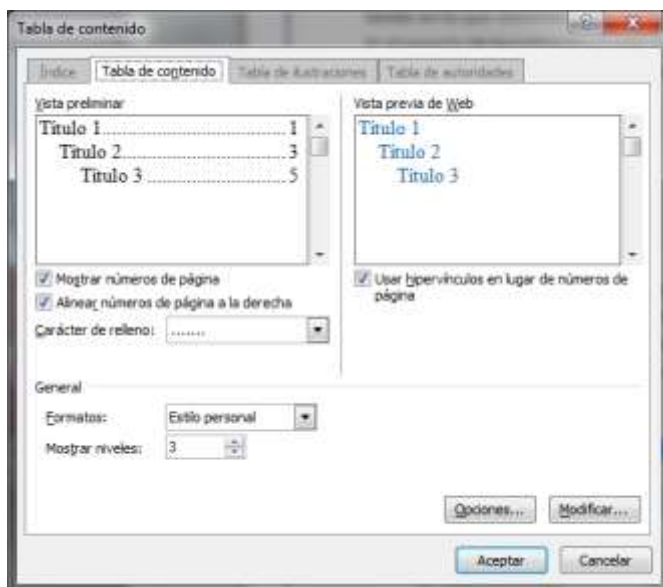 Tabla de contenido
Índice
Tabla de contenido
Tabla de ilustraciones
Tabla de autoridades
Vista preliminar
Título 1 ........................................ 1
Título 2 .................................... 3
Título 3 .............................. 5
Vista previa de Web
Título 1
Título 2
Título 3
Mostrar números de página
Alinear números de página a la derecha
Carácter de relleno: .......
Usar hipervínculos en lugar de números de
página
General
Formatos: Estilo personal
Mostrar niveles: 3
Opciones... Modificar...
Aceptar Cancelar